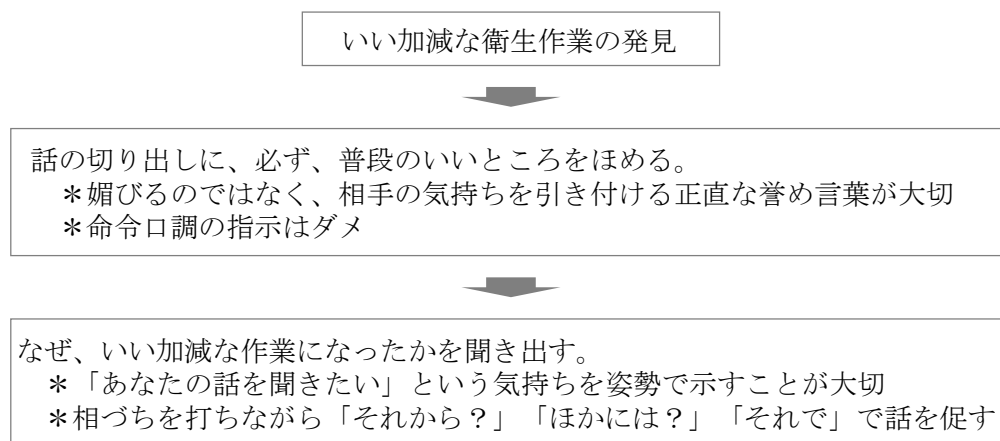 いい加減な衛生作業の発見
話の切り出しに、必ず、普段のいいところをほめる。
＊媚びるのではなく、相手の気持ちを引き付ける正直な誉め言葉が大切
＊命令口調の指示はダメ
なぜ、いい加減な作業になったかを聞き出す。
＊「あなたの話を聞きたい」という気持ちを姿勢で示すことが大切
＊相づちを打ちながら「それから？」「ほかには？」「それで」で話を促す